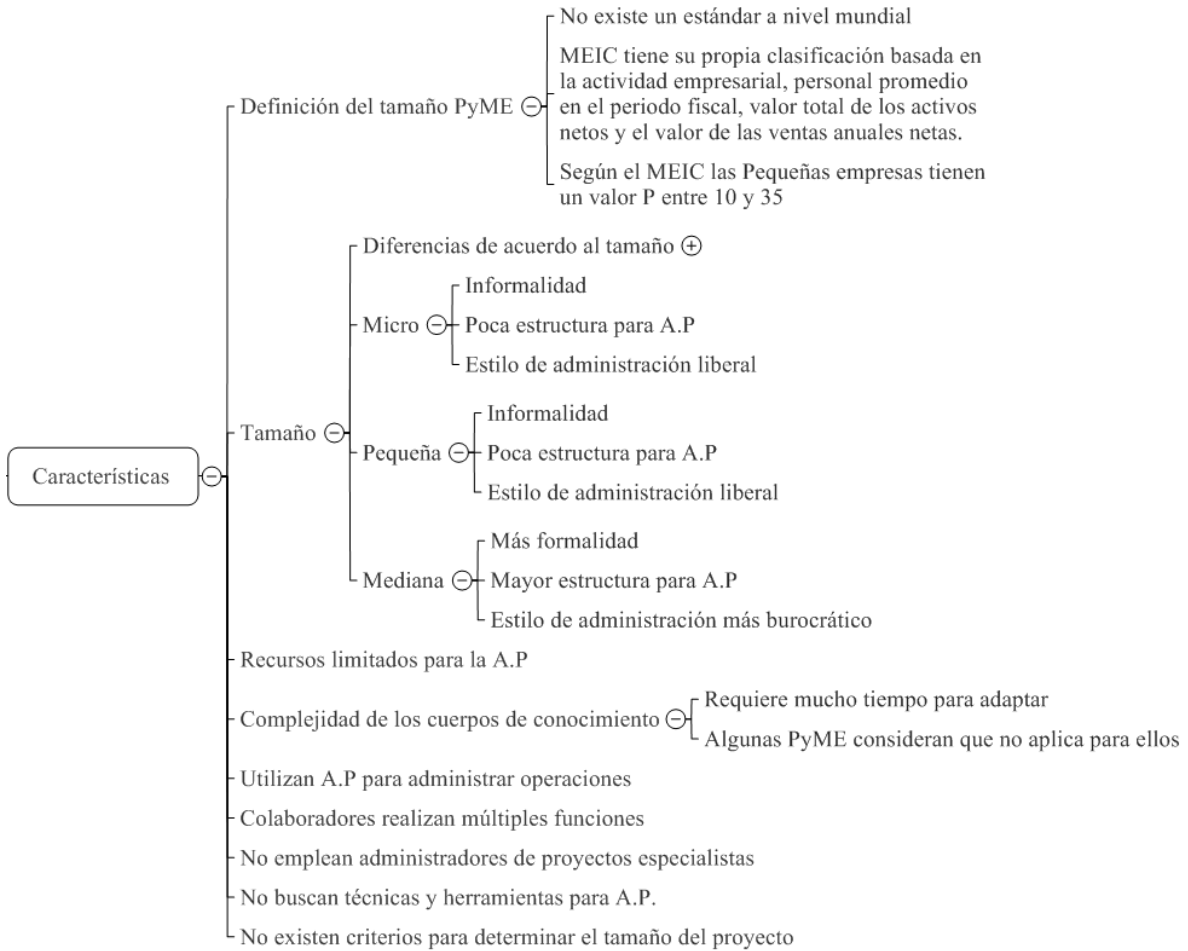 No existe un estándar a nivel mundial
MEIC tiene su propia clasificación basada en
la actividad empresarial, personal promedio
en el periodo fiscal, valor total de los activos
netos y el valor de las ventas anuales netas.
Definición del tamaño PyME
Según el MEIC las Pequeñas empresas tienen
un valor P entre 10 y 35
Diferencias de acuerdo al tamaño
Informalidad
Micro
Poca estructura para A.P
Estilo de administración liberal
Tamaño
Informalidad
Pequeña
Poca estructura para A.P
Estilo de administración liberal
Características
Más formalidad
Mediana
Mayor estructura para A.P
Estilo de administración más burocrático
Recursos limitados para la A.P
Complejidad de los cuerpos de conocimiento
Requiere mucho tiempo para adaptar
Algunas PyME consideran que no aplica para ellos
Utilizan A.P para administrar operaciones
Colaboradores realizan múltiples funciones
No emplean administradores de proyectos especialistas
No buscan técnicas y herramientas para A.P.
No existen criterios para determinar el tamaño del proyecto